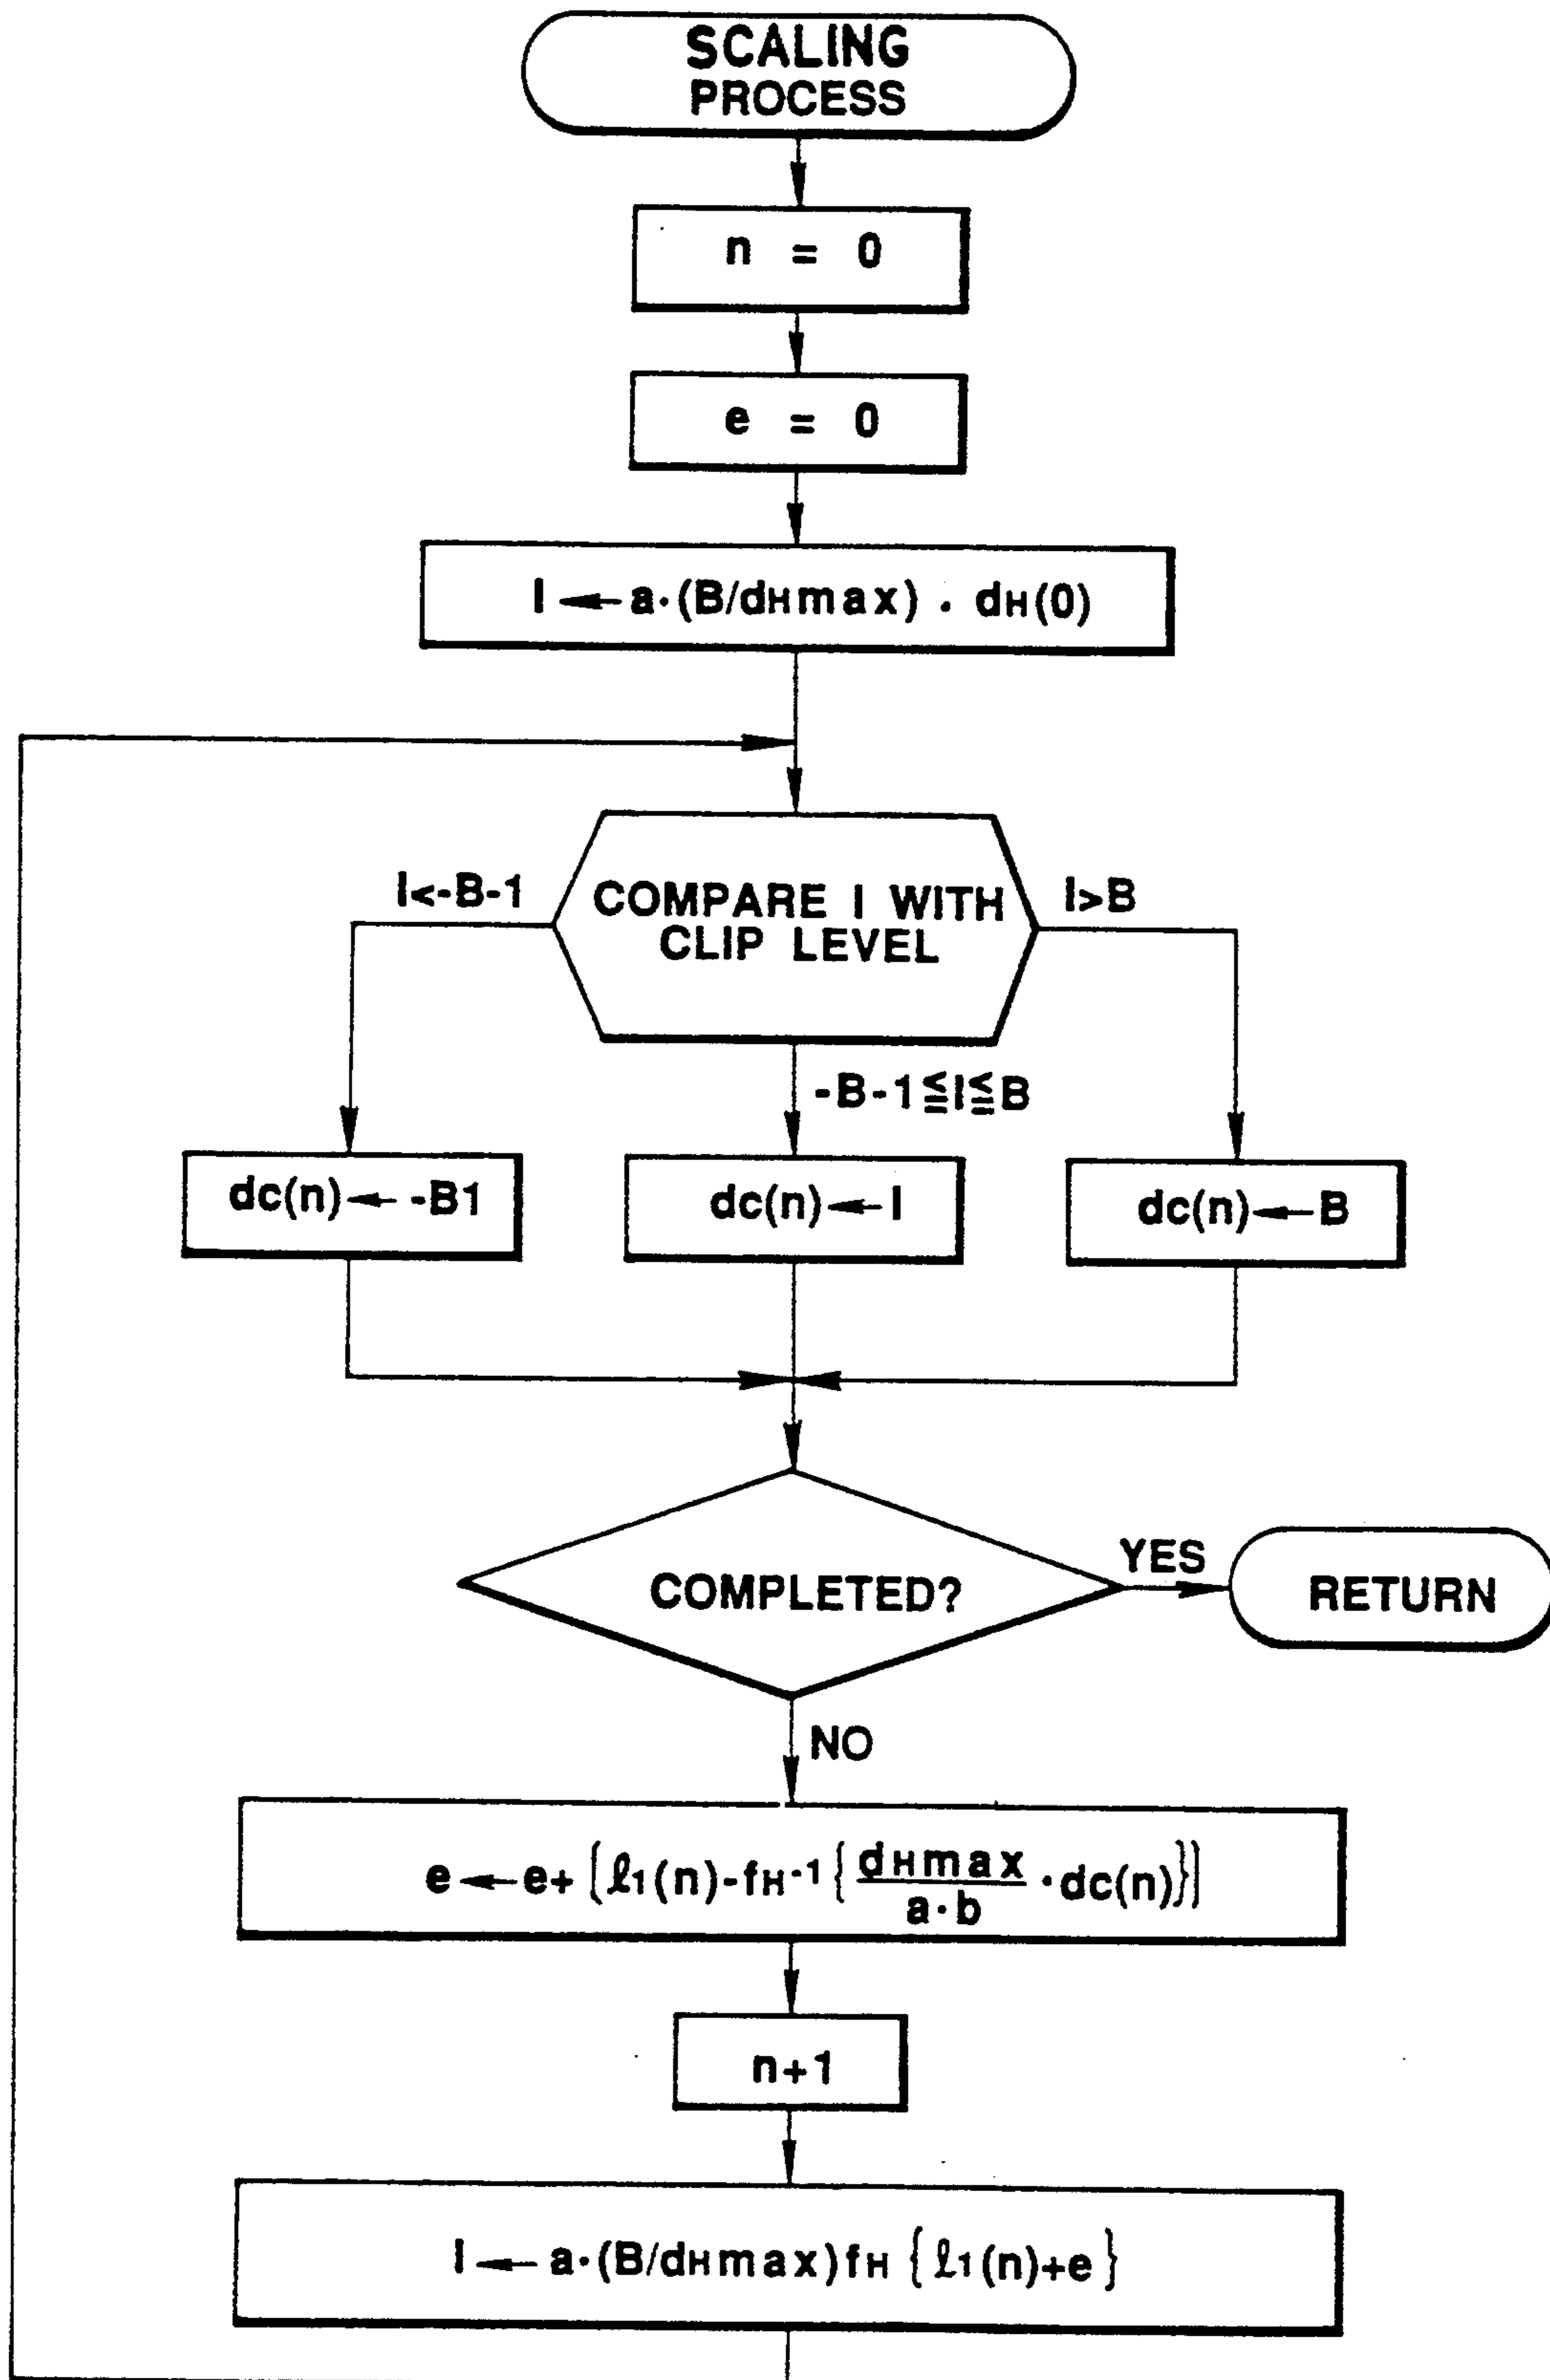 SCALING
PROCESS
n = 0
e = 0
I ← a·(B/dHmax) . dH(0)
I<-B-1
COMPARE I WITH
CLIP LEVEL
I>B
-B-1≦I≦B
dc(n)← -B1
dc(n)←I
dc(n)←B
COMPLETED?
YES
RETURN
NO
e←e+[ℓ1(n)-fH-1{dHmax/a·b ·dc(n)}]
n+1
I ← a·(B/dHmax)fH {ℓ1(n)+e}